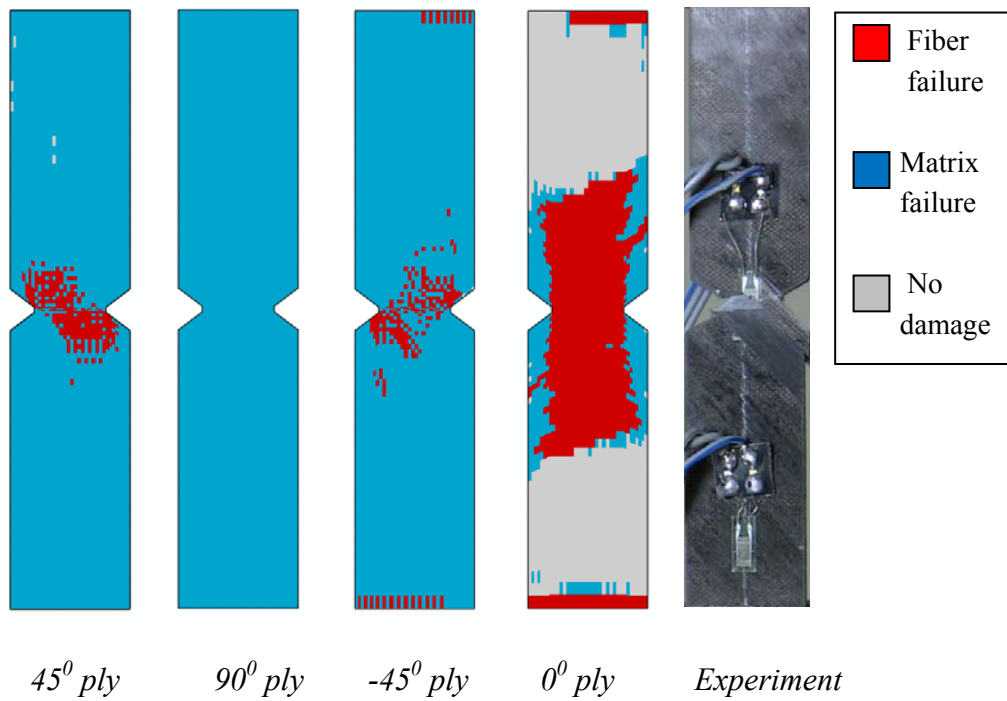 Fiber
failure
Matrix
failure
No
damage
45⁰ ply
90⁰ ply
-45⁰ ply
0⁰ ply
Experiment